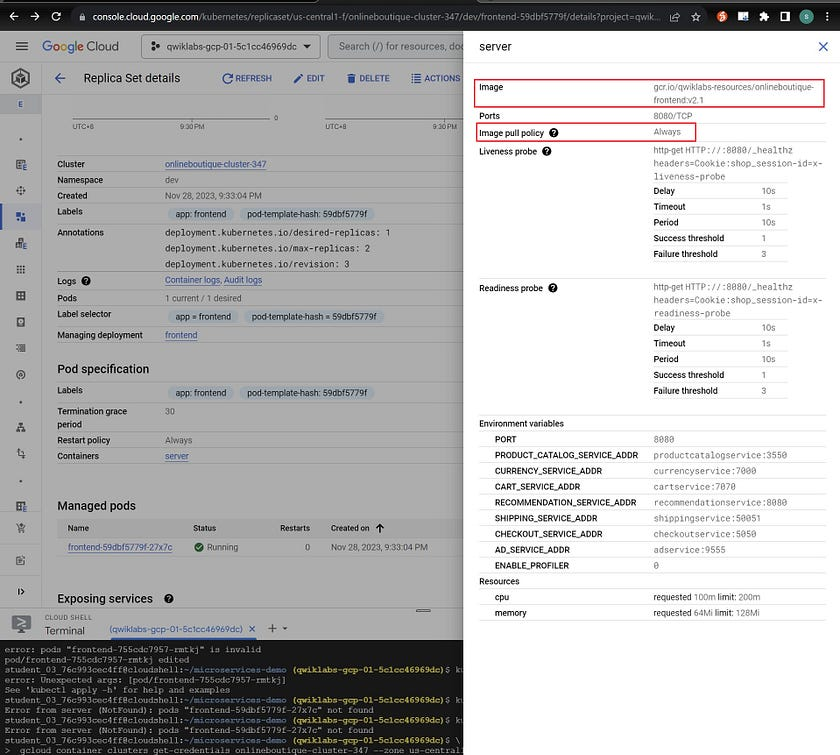 console.cloud.google.com/kubernetes/replicaset/us-central1-f/onlineboutique-cluster-347/dev/frontend-59dbf5779f/details?project=qwik...
S
Google Cloud
qwiklabs-gcp-01-5c1cc46969dc
Search (/) for resources, doc
E
Replica Set details
REFRESH
EDIT
DELETE
ACTIONS
0
UTC+8 9:30 PM UTC+8 9:30 PM
Cluster onlineboutique-cluster-347
Namespace dev
Created Nov 28, 2023, 9:33:04 PM
Labels app: frontend pod-template-hash: 59dbf5779f
Annotations deployment.kubernetes.io/desired-replicas: 1
deployment.kubernetes.io/max-replicas: 2
deployment.kubernetes.io/revision: 3
Logs Container logs, Audit logs
Pods 1 current / 1 desired
Label selector app = frontend pod-template-hash = 59dbf5779f
Managing deployment frontend
Pod specification
Labels app: frontend pod-template-hash: 59dbf5779f
Termination grace period 30
Restart policy Always
Containers server
Managed pods
Name Status Restarts Created on
frontend-59dbf5779f-27x7c Running 0 Nov 28, 2023, 9:33:04 PM
Exposing services
CLOUD SHELL
Terminal (qwiklabs-gcp-01-5c1cc46969dc)
error: pods "frontend-755cdc7957-rmtkj" is invalid
pod/frontend-755cdc7957-rmtkj edited
student_03_76c993cec4ff@cloudshell:~/microservices-demo (qwiklabs-gcp-01-5c1cc46969dc)$ ku
error: Unexpected args: [pod/frontend-755cdc7957-rmtkj]
See 'kubectl apply -h' for help and examples
student_03_76c993cec4ff@cloudshell:~/microservices-demo (qwiklabs-gcp-01-5c1cc46969dc)$ ku
Error from server (NotFound): pods "frontend-59dbf5779f-27x7c" not found
student_03_76c993cec4ff@cloudshell:~/microservices-demo (qwiklabs-gcp-01-5c1cc46969dc)$ ku
Error from server (NotFound): pods "frontend-59dbf5779f-27x7c" not found
student_03_76c993cec4ff@cloudshell:~/microservices-demo (qwiklabs-gcp-01-5c1cc46969dc)$ \
> gcloud container clusters get-credentials onlineboutique-cluster-347 --zone us-central
server
Image gcr.io/qwiklabs-resources/onlineboutique-
frontend:v2.1
Ports 8080/TCP
Image pull policy Always
Liveness probe http-get HTTP://:8080/_healthz
headers=Cookie:shop_session-id=x-
liveness-probe
Delay 10s
Timeout 1s
Period 10s
Success threshold 1
Failure threshold 3
Readiness probe http-get HTTP://:8080/_healthz
headers=Cookie:shop_session-id=x-
readiness-probe
Delay 10s
Timeout 1s
Period 10s
Success threshold 1
Failure threshold 3
Environment variables
PORT 8080
PRODUCT_CATALOG_SERVICE_ADDR productcatalogservice:3550
CURRENCY_SERVICE_ADDR currencyservice:7000
CART_SERVICE_ADDR cartservice:7070
RECOMMENDATION_SERVICE_ADDR recommendationservice:8080
SHIPPING_SERVICE_ADDR shippingservice:50051
CHECKOUT_SERVICE_ADDR checkoutservice:5050
AD_SERVICE_ADDR adservice:9555
ENABLE_PROFILER 0
Resources
cpu requested 100m limit: 200m
memory requested 64Mi limit: 128Mi